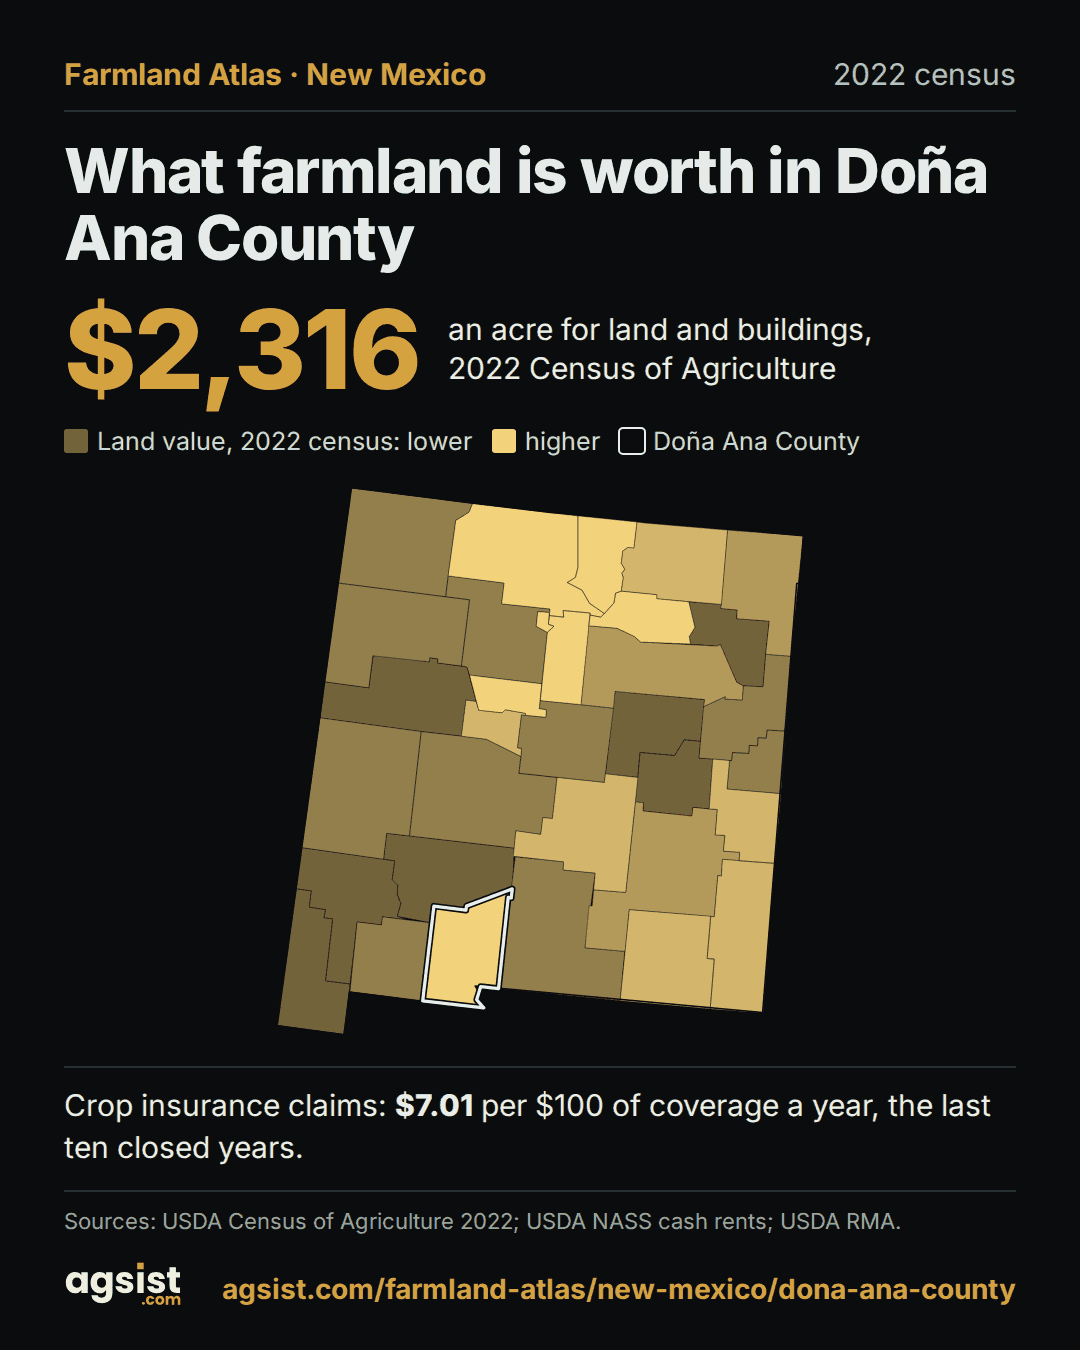 Farmland Atlas · New Mexico
2022 census
What farmland is worth in Doña
Ana County
$2,316
an acre for land and buildings,
2022 Census of Agriculture
Land value, 2022 census: lower
higher
Doña Ana County
Crop insurance claims: $7.01 per $100 of coverage a year, the last
ten closed years.
Sources: USDA Census of Agriculture 2022; USDA NASS cash rents; USDA RMA.
agsist
.com
agsist.com/farmland-atlas/new-mexico/dona-ana-county